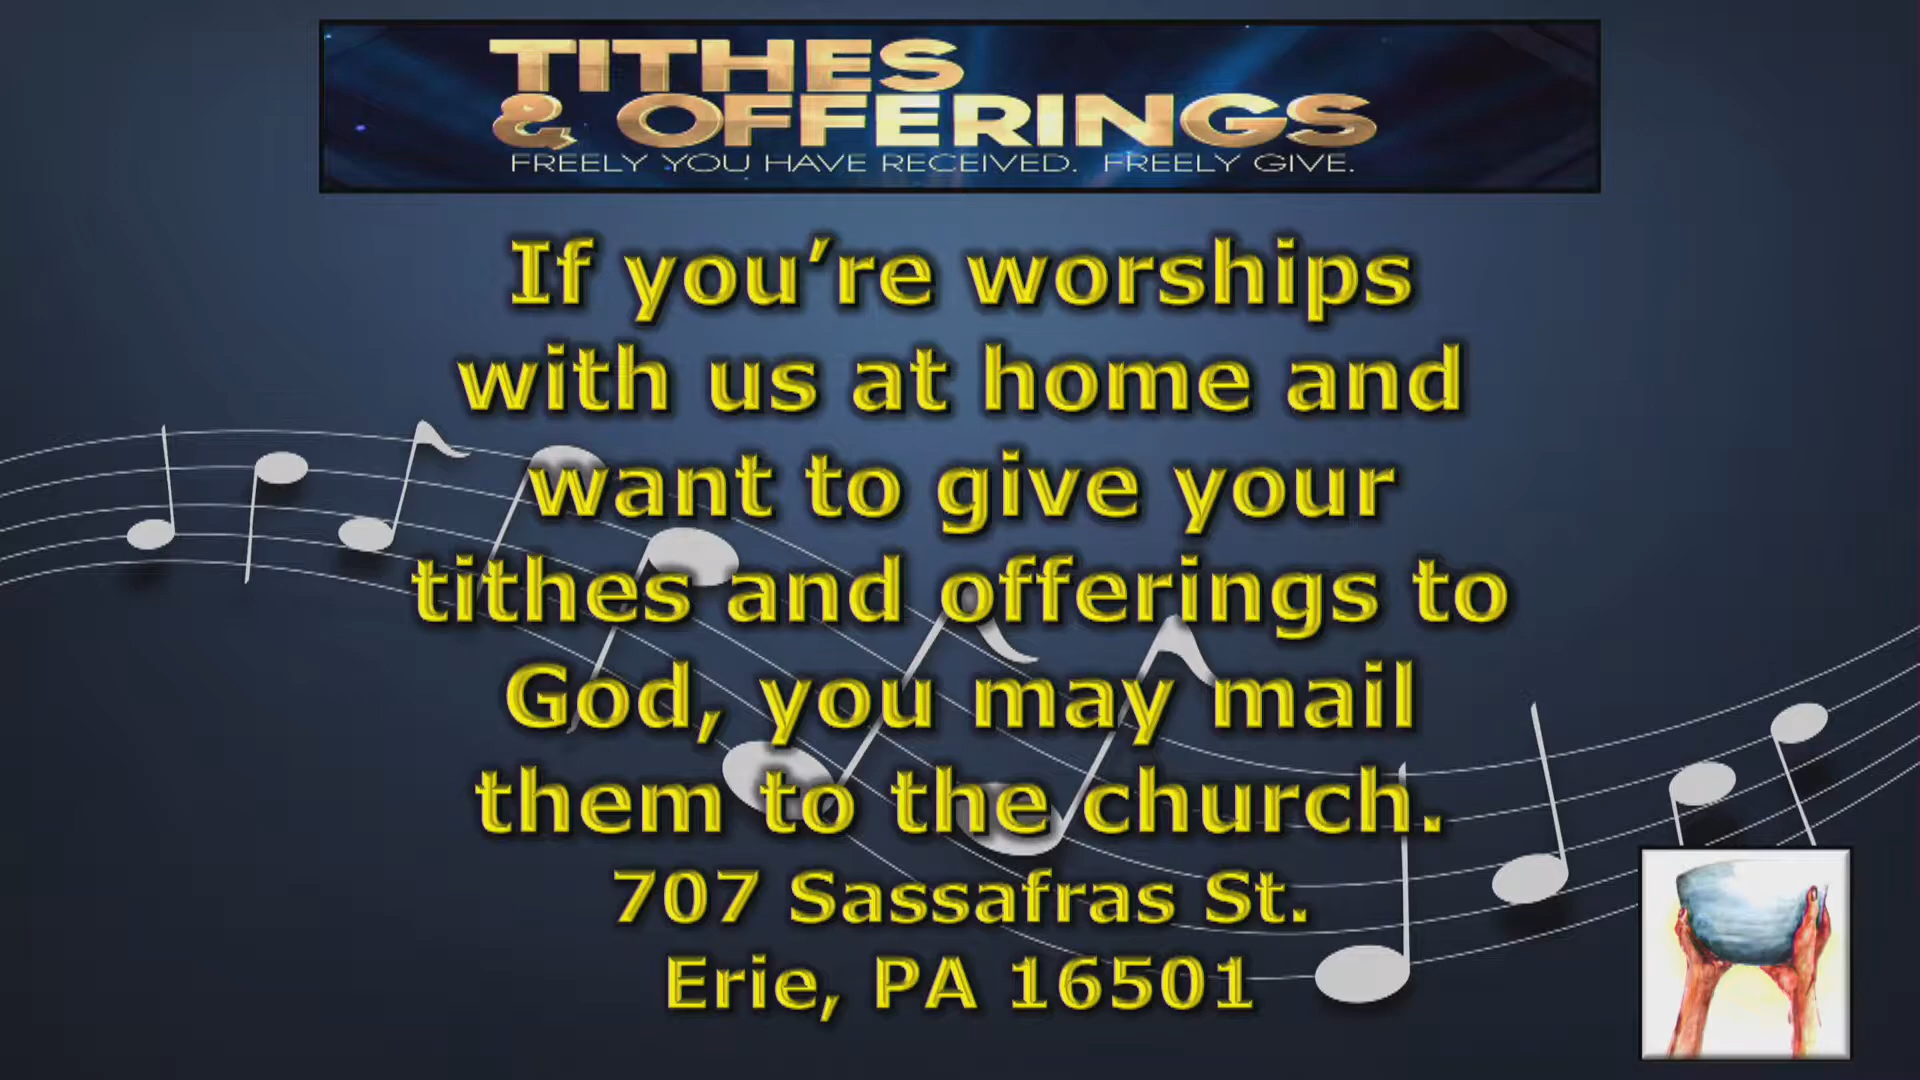 TITHES
& OFFERINGS
FREELY YOU HAVE RECEIVED. FREELY GIVE.
If you’re worships
with us at home and
want to give your
tithes and offerings to
God, you may mail
them to the church.
707 Sassafras St.
Erie, PA 16501